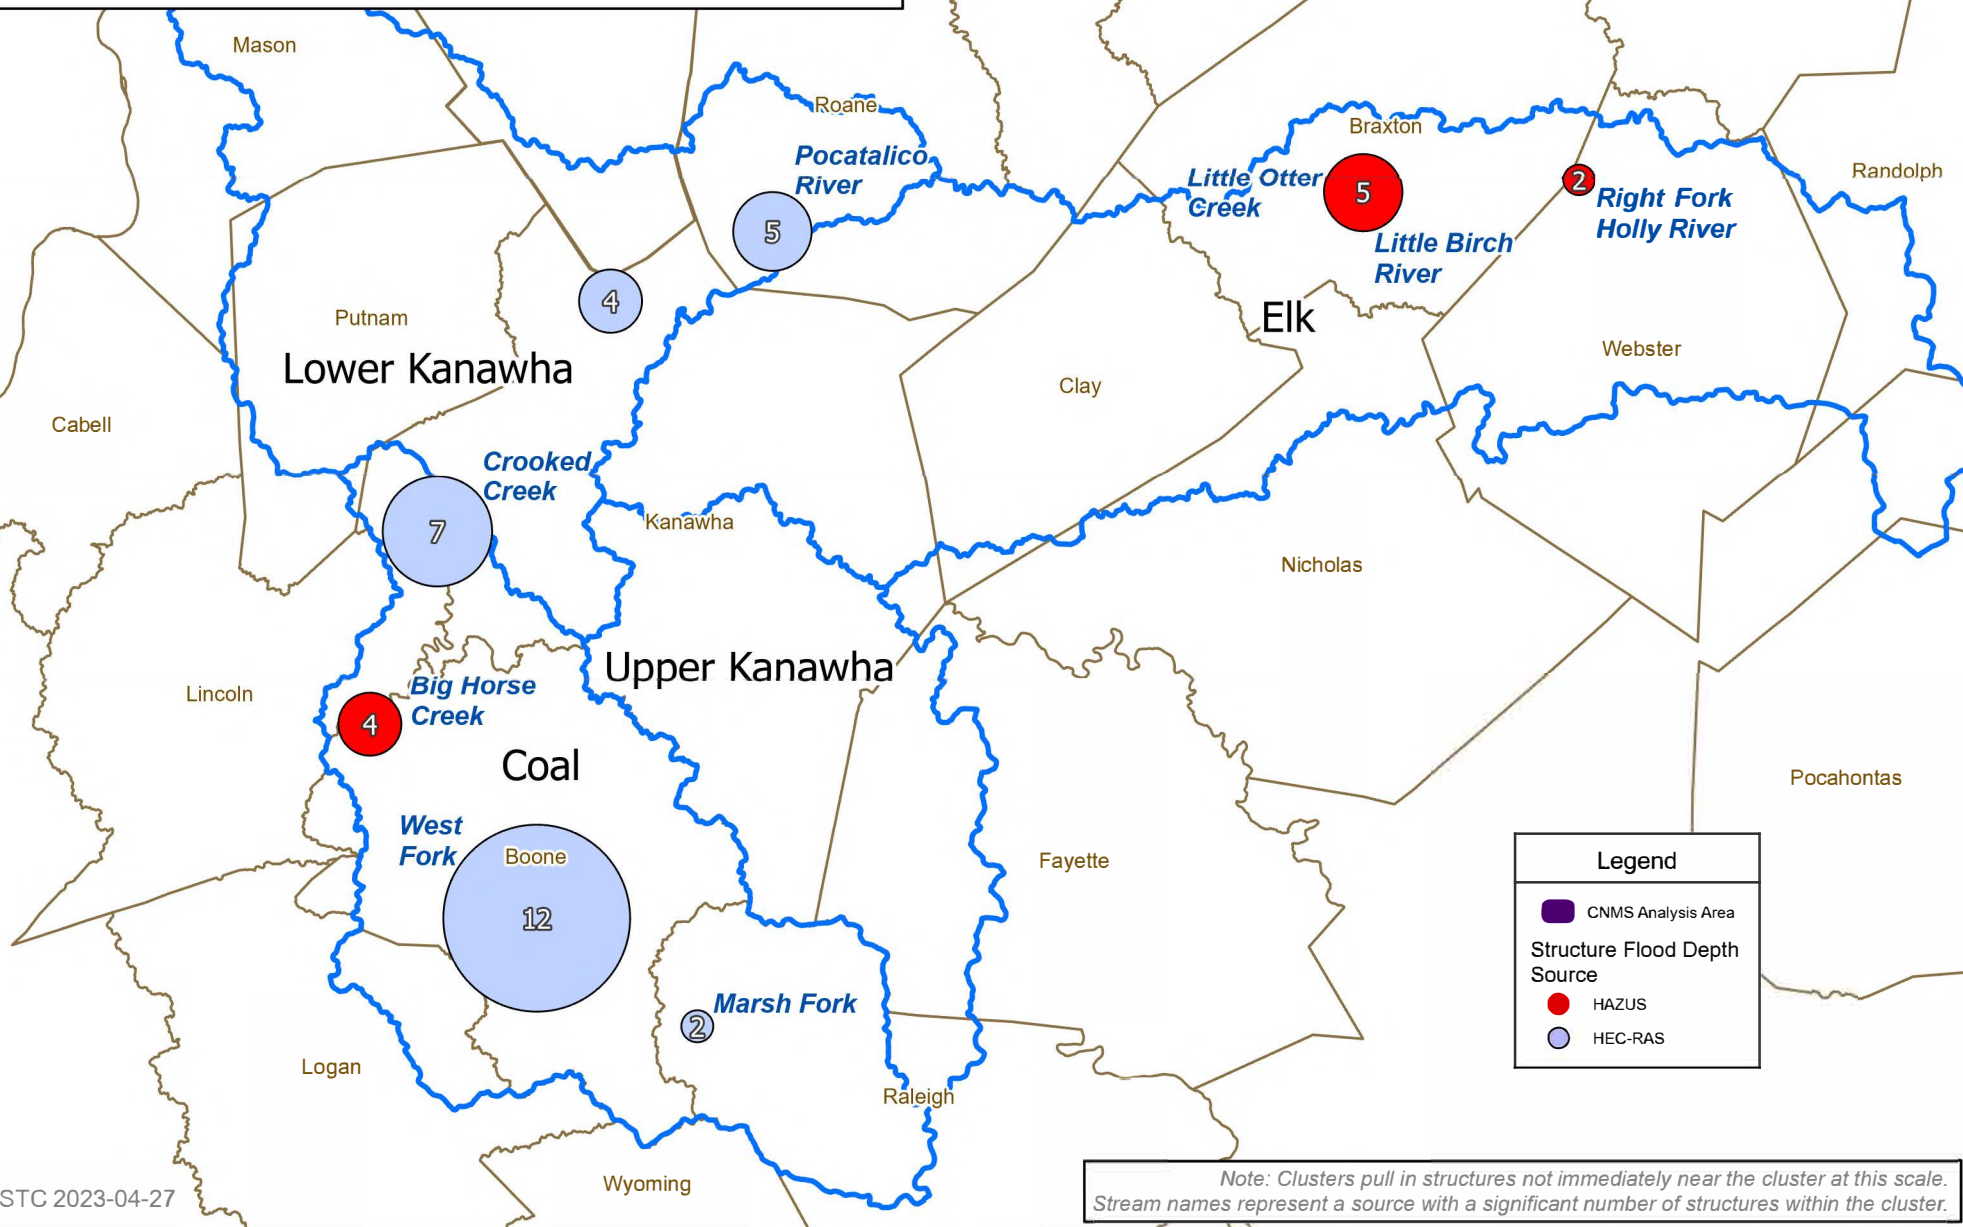 Mason
Roane
Pocatalico
River
Braxton
Randolph
Little Otter
Creek
5
2
Right Fork
Holly River
5
Little Birch
River
4
Putnam
Elk
Webster
Lower Kanawha
Clay
Cabell
Crooked
Creek
7
Kanawha
Nicholas
Upper Kanawha
Lincoln
Big Horse
Creek
4
Coal
Pocahontas
West
Fork
Boone
12
Fayette
Legend
CNMS Analysis Area
Structure Flood Depth
Source
HAZUS
HEC-RAS
Marsh Fork
2
Logan
Raleigh
Wyoming
STC 2023-04-27
Note: Clusters pull in structures not immediately near the cluster at this scale.
Stream names represent a source with a significant number of structures within the cluster.